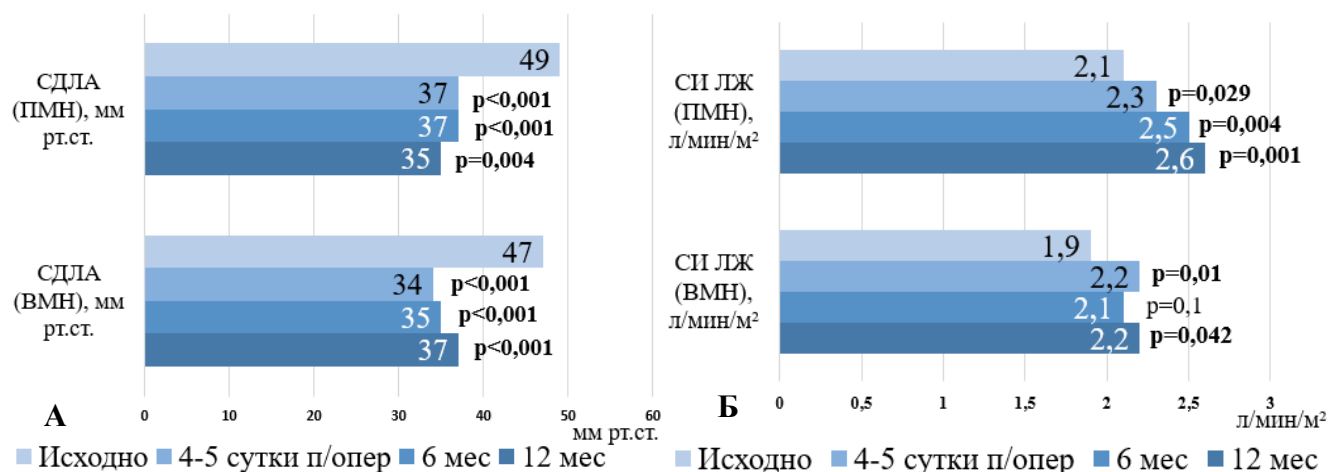 СДЛА
(ПМН), мм
рт.ст.
49
37
p<0,001
37
p<0,001
35
p=0,004
СДЛА
(ВМН), мм
рт.ст.
47
34
p<0,001
35
p<0,001
37
p<0,001
А
0 10 20 30 40 50 60
мм рт.ст.
Исходно 4-5 сутки п/опер 6 мес 12 мес
СИ ЛЖ
(ПМН),
л/мин/м²
2,1
2,3
p=0,029
2,5
p=0,004
2,6
p=0,001
СИ ЛЖ
(ВМН),
л/мин/м²
1,9
2,2
p=0,01
2,1
p=0,1
2,2
p=0,042
Б
0 0,5 1 1,5 2 2,5 3
л/мин/м²
Исходно 4-5 сутки п/опер 6 мес 12 мес